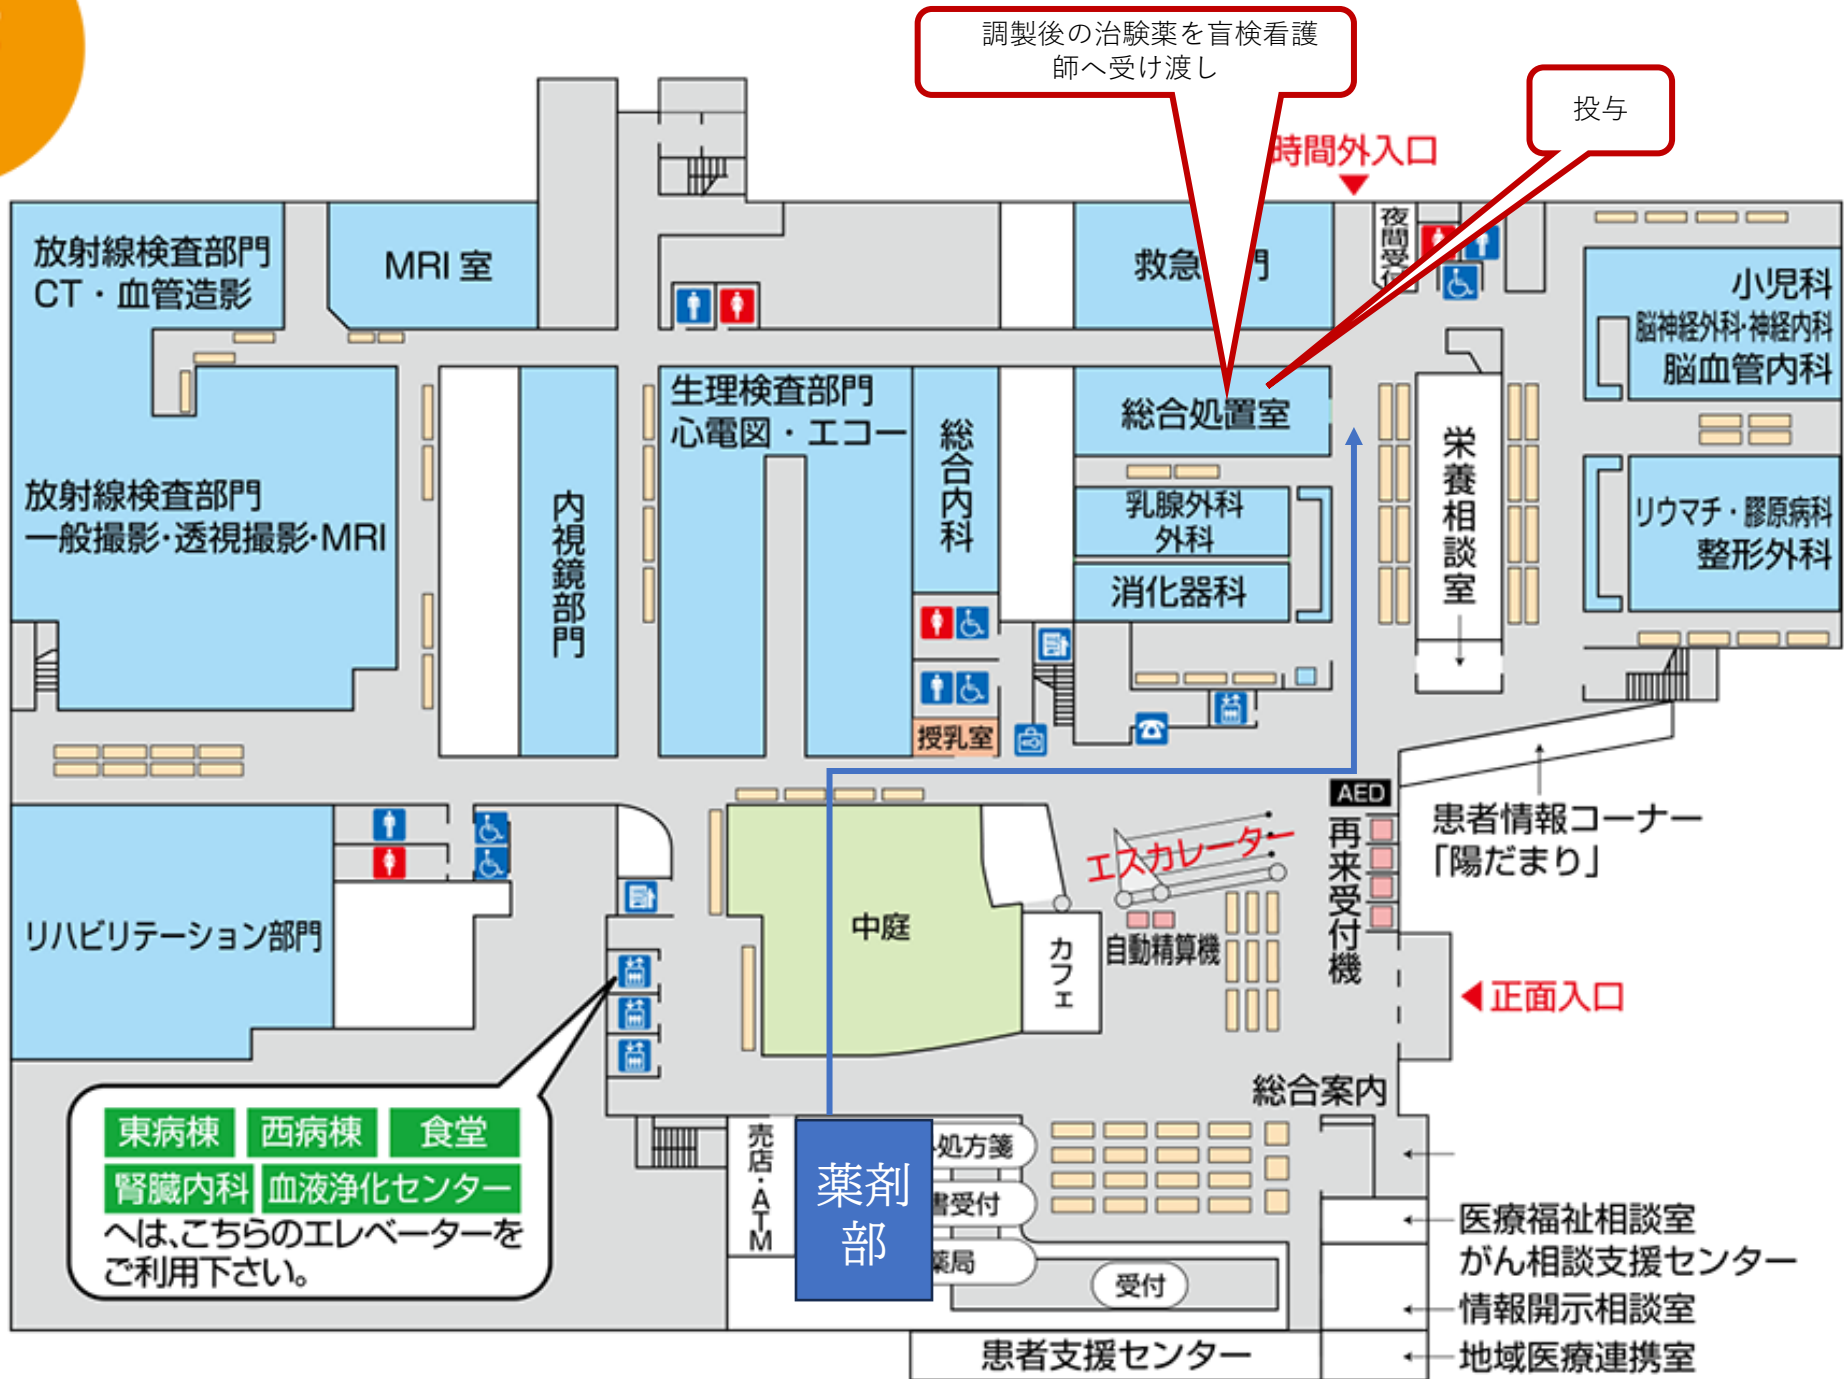 調製後の治験薬を盲検看護
師へ受け渡し
投与
時間外入口
夜間受付
放射線検査部門
CT・血管造影
MRI 室
救急
門
小児科
脳神経外科・神経内科
脳血管内科
生理検査部門
心電図・エコー
総合内科
総合処置室
栄養相談室
放射線検査部門
一般撮影・透視撮影・MRI
内視鏡部門
乳腺外科
外科
消化器科
リウマチ・膠原病科
整形外科
授乳室
AED
再来受付機
患者情報コーナー
「陽だまり」
エスカレーター
リハビリテーション部門
中庭
カフェ
自動精算機
正面入口
総合案内
東病棟
西病棟
食堂
腎臓内科
血液浄化センター
へは、こちらのエレベーターを
ご利用下さい。
売店・ATM
薬剤
部
処方箋
書受付
薬局
受付
医療福祉相談室
がん相談支援センター
情報開示相談室
地域医療連携室
患者支援センター